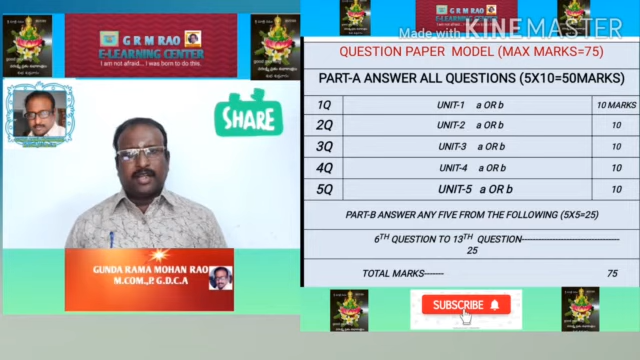 G R M RAO
E-LEARNING CENTER
I am not afraid... I was born to do this.
SHARE
GUNDA RAMA MOHAN RAO
M.COM.,P.G.D.C.A
Made with KINEMASTER
E-LEARNING CENTER
QUESTION PAPER MODEL (MAX MARKS=75)
PART-A ANSWER ALL QUESTIONS (5X10=50MARKS)
1Q UNIT-1 a OR b 10 MARKS
2Q UNIT-2 a OR b 10
3Q UNIT-3 a OR b 10
4Q UNIT-4 a OR b 10
5Q UNIT-5 a OR b 10
PART-B ANSWER ANY FIVE FROM THE FOLLOWING (5X5=25)
6TH QUESTION TO 13TH QUESTION-----------------------------------
25
TOTAL MARKS------- 75
SUBSCRIBE